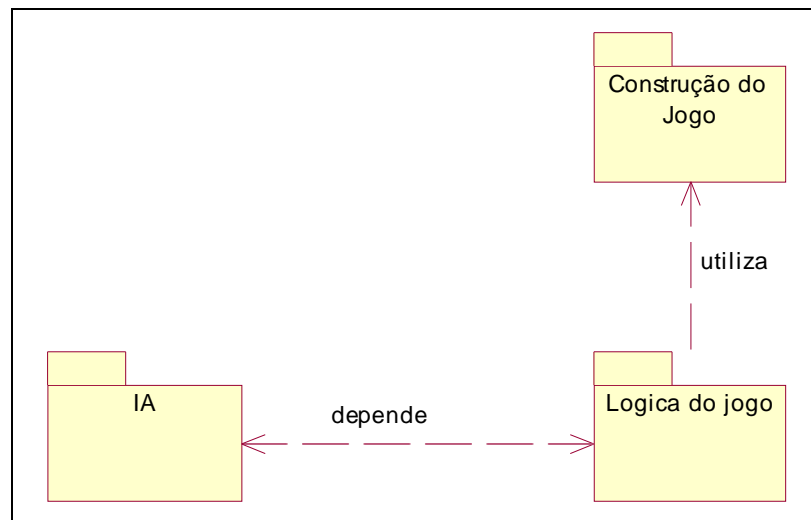 Construção do
Jogo
utiliza
IA
depende
Logica do jogo